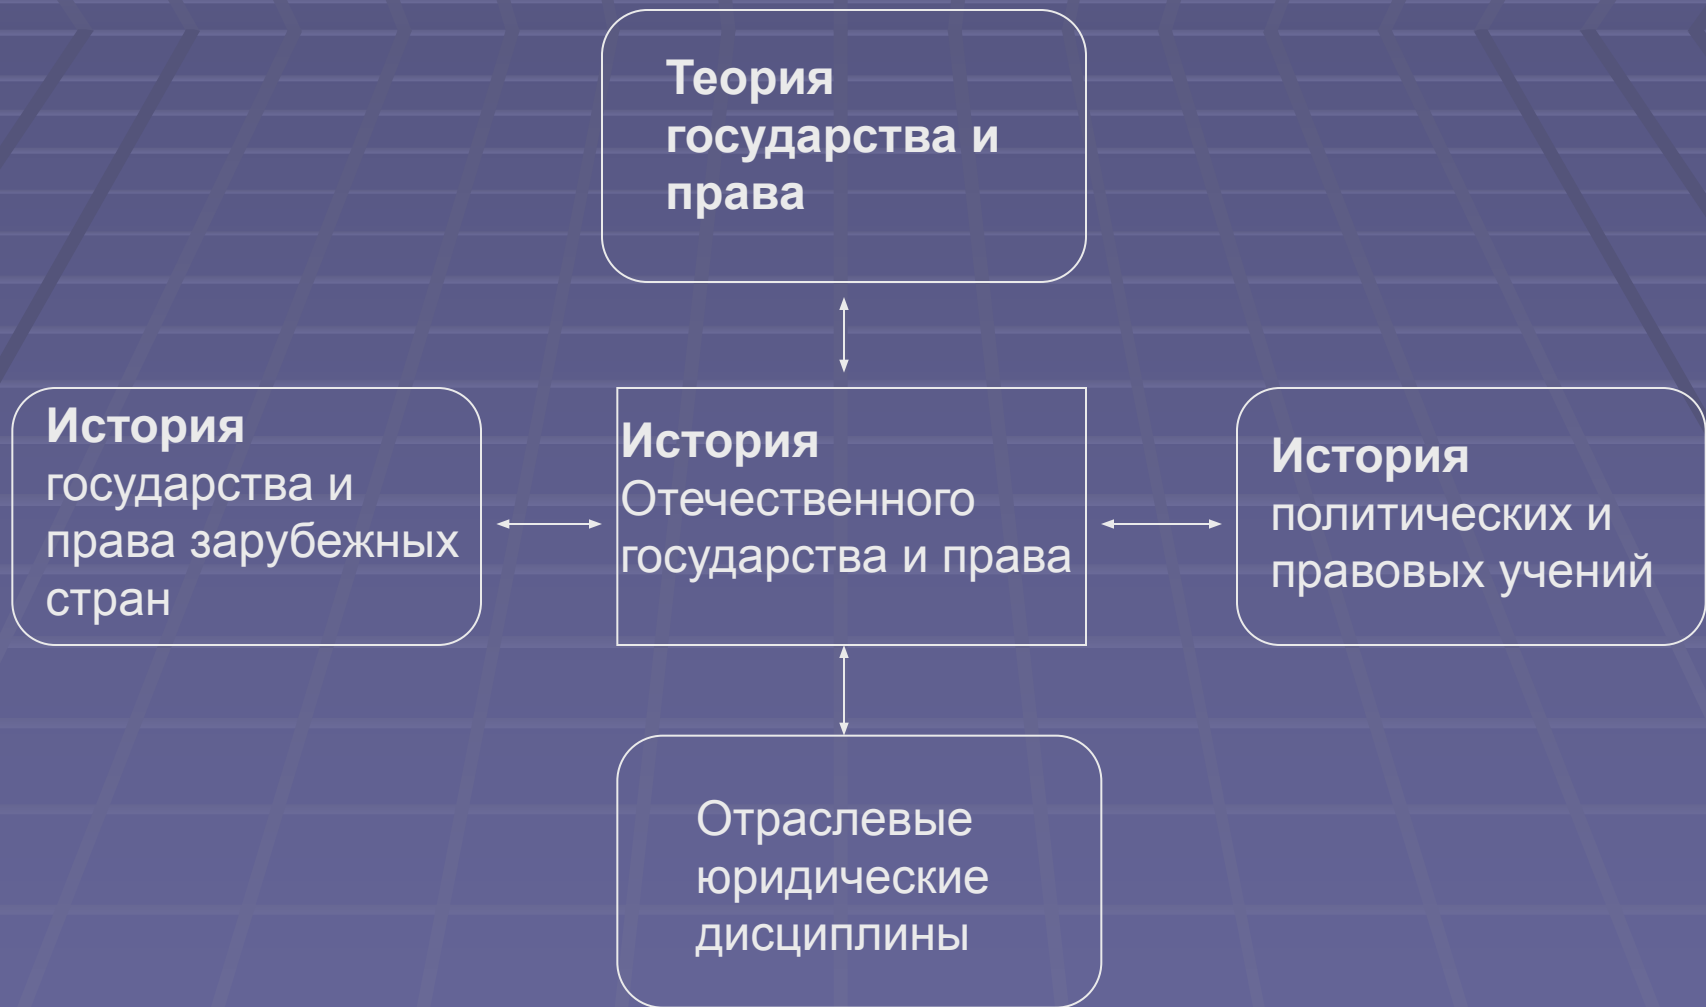 Теория
государства и
права
История
государства и
права зарубежных
стран
История
Отечественного
государства и права
История
политических и
правовых учений
Отраслевые
юридические
дисциплины